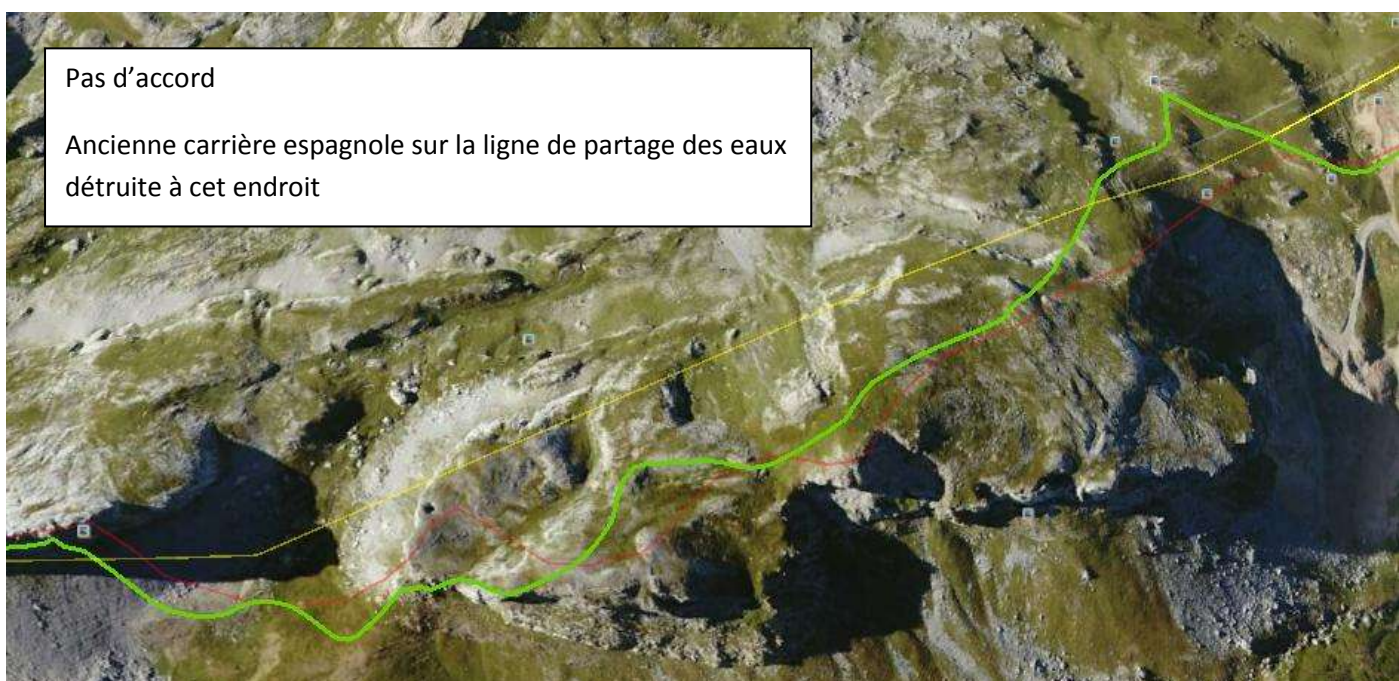 Pas d’accord
Ancienne carrière espagnole sur la ligne de partage des eaux
détruite à cet endroit